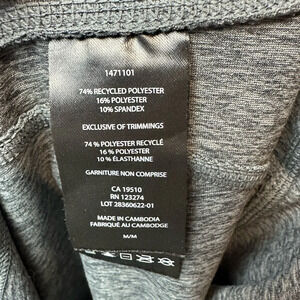 1471101
74% RECYCLED POLYESTER
16% POLYESTER
10% SPANDEX
EXCLUSIVE OF TRIMMINGS
74 % POLYESTER RECYCLÉ
16 % POLYESTER
10 % ÉLASTHANNE
GARNITURE NON COMPRISE
CA 19510
RN 123274
LOT 28360622-01
MADE IN CAMBODIA
FABRIQUÉ AU CAMBODGE
M/M